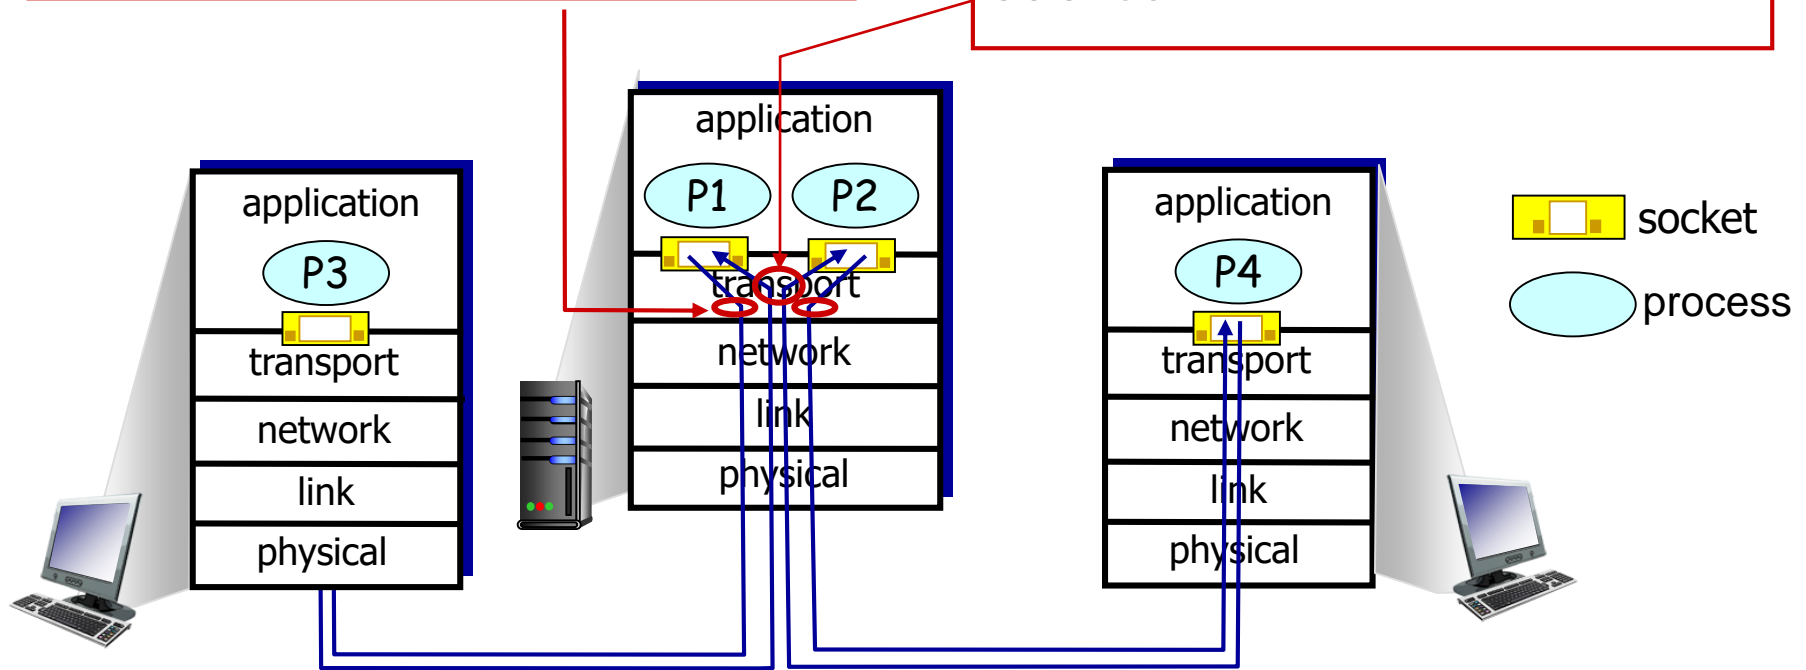 application
P1
P2
transport
network
link
physical
application
P3
transport
network
link
physical
application
P4
transport
network
link
physical
socket
process